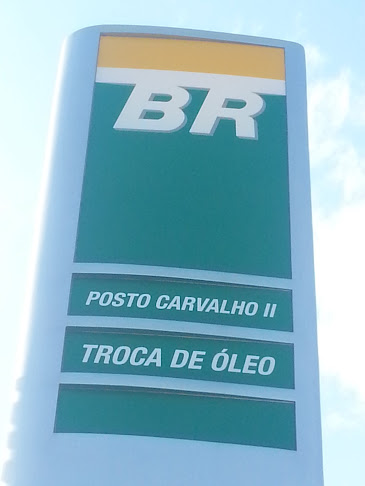 BR
POSTO CARVALHO II
TROCA DE ÓLEO